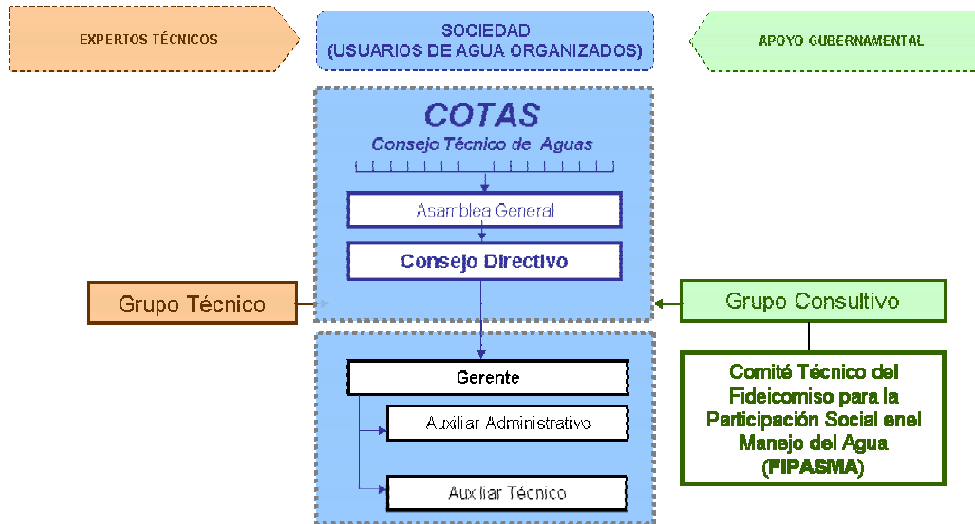 EXPERTOS TÉCNICOS
SOCIEDAD
(USUARIOS DE AGUA ORGANIZADOS)
APOYO GUBERNAMENTAL
COTAS
Consejo Técnico de Aguas
Asamblea General
Consejo Directivo
Grupo Técnico
Grupo Consultivo
Gerente
Auxiliar Administrativo
Auxiliar Técnico
Comité Técnico del
Fideicomiso para la
Participación Social enel
Manejo del Agua
(FIPASMA)